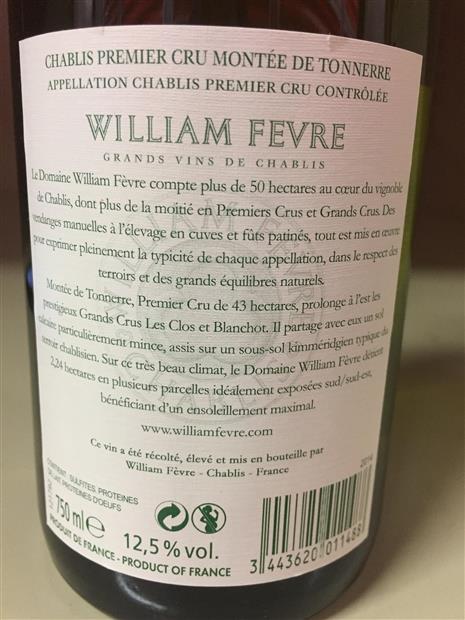 CHABLIS PREMIER CRU MONTÉE DE TONNERRE
APPELLATION CHABLIS PREMIER CRU CONTRÔLÉE
WILLIAM FEVRE
GRANDS VINS DE CHABLIS
Le Domaine William Fèvre compte plus de 50 hectares au cœur du vignoble
de Chablis, dont plus de la moitié en Premiers Crus et Grands Crus. Des
vendanges manuelles à l'élevage en cuves et fûts patinés, tout est mis en œuvre
pour exprimer pleinement la typicité de chaque appellation, dans le respect des
terroirs et des grands équilibres naturels.
Montée de Tonnerre, Premier Cru de 43 hectares, prolonge à l'est les
prestigieux Grands Crus Les Clos et Blanchot. Il partage avec eux un sol
calcaire particulièrement mince, assis sur un sous-sol kimméridgien typique du
terroir chablisien. Sur ce très beau climat, le Domaine William Fèvre détient
2,24 hectares en plusieurs parcelles idéalement exposées sud/sud-est,
bénéficiant d'un ensoleillement maximal.
www.williamfevre.com
Ce vin a été récolté, élevé et mis en bouteille par
William Fèvre - Chablis - France
2014
CONTIENT: SULFITES, PROTEINES
DE LAIT, PROTEINES D'OEUFS
750 ml e
12,5 % vol.
PRODUIT DE FRANCE - PRODUCT OF FRANCE
3 443620 011488
WILLIAM FEVRE
CHABLIS